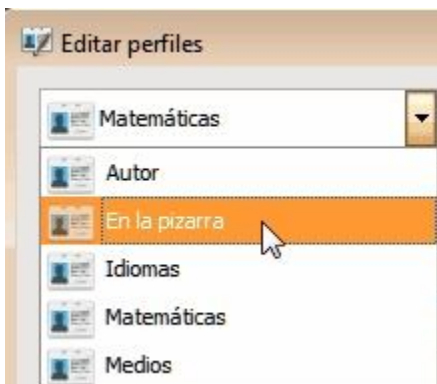 Editar perfiles
Matemáticas
Autor
En la pizarra
Idiomas
Matemáticas
Medios